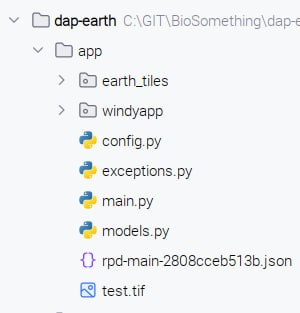 dap-earth C:\GIT\BioSomething\dap-e
app
earth_tiles
windyapp
config.py
exceptions.py
main.py
models.py
{} rpd-main-2808cceb513b.json
test.tif